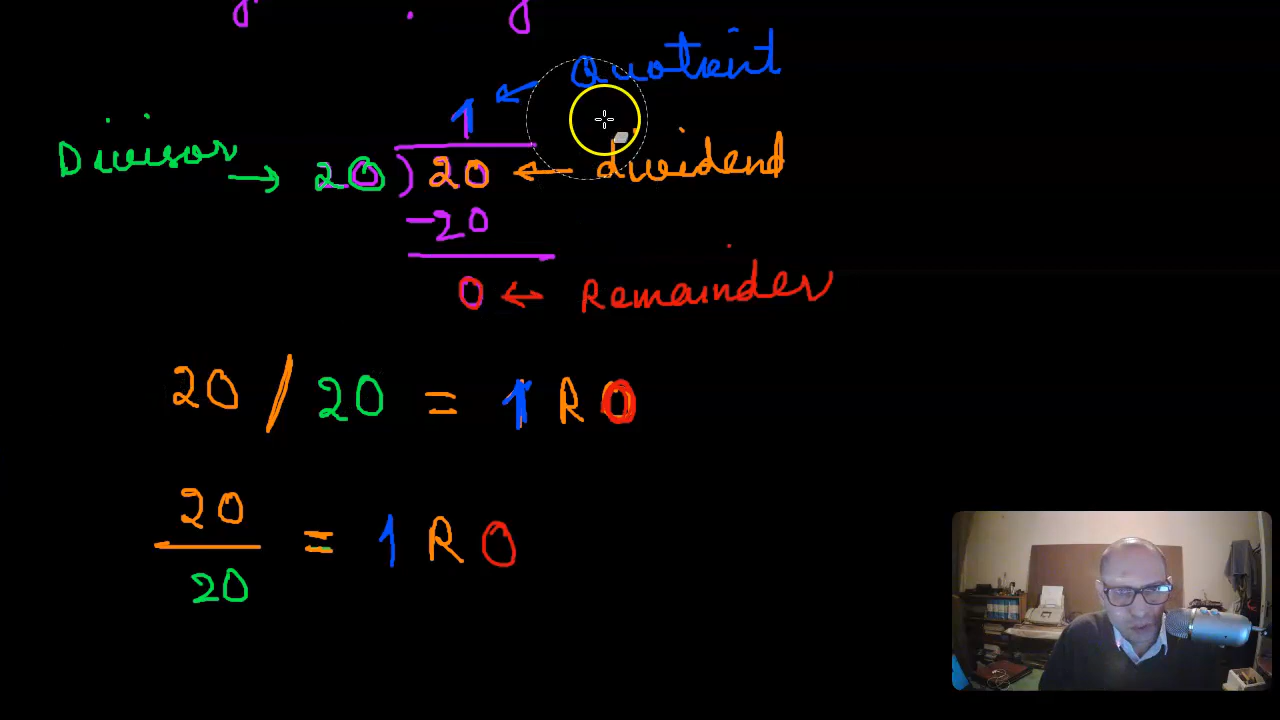 Quotient
1 ←
Divisor → 20 ) 20 ← dividend
-20
0 ← Remainder
20 / 20 = 1 R 0
20
20 = 1 R 0